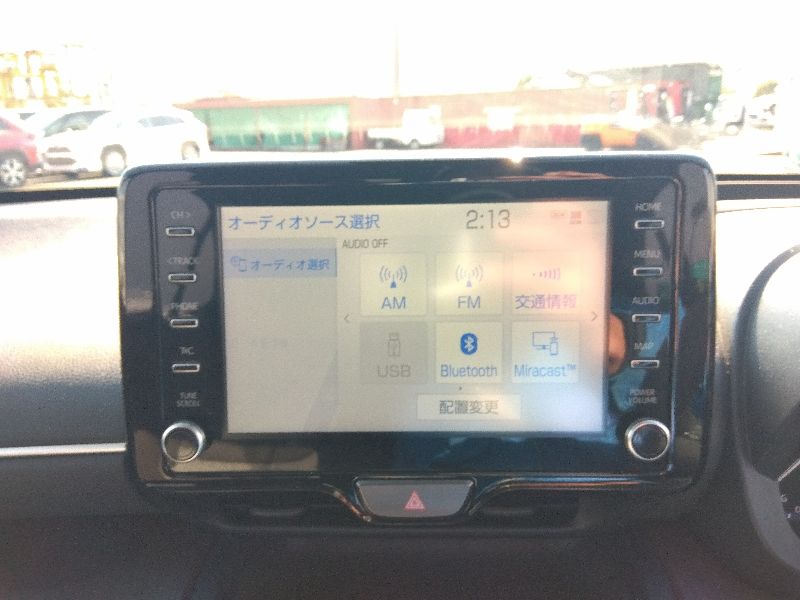 オーディオソース選択 2:13
AUDIO OFF
オーディオ選択
AM FM 交通情報
< >
USB Bluetooth Miracast™
配置変更
CH >
< TRACK
PHONE
TUNE
SCROLL
HOME
MENU
AUDIO
MAP
POWER
VOLUME